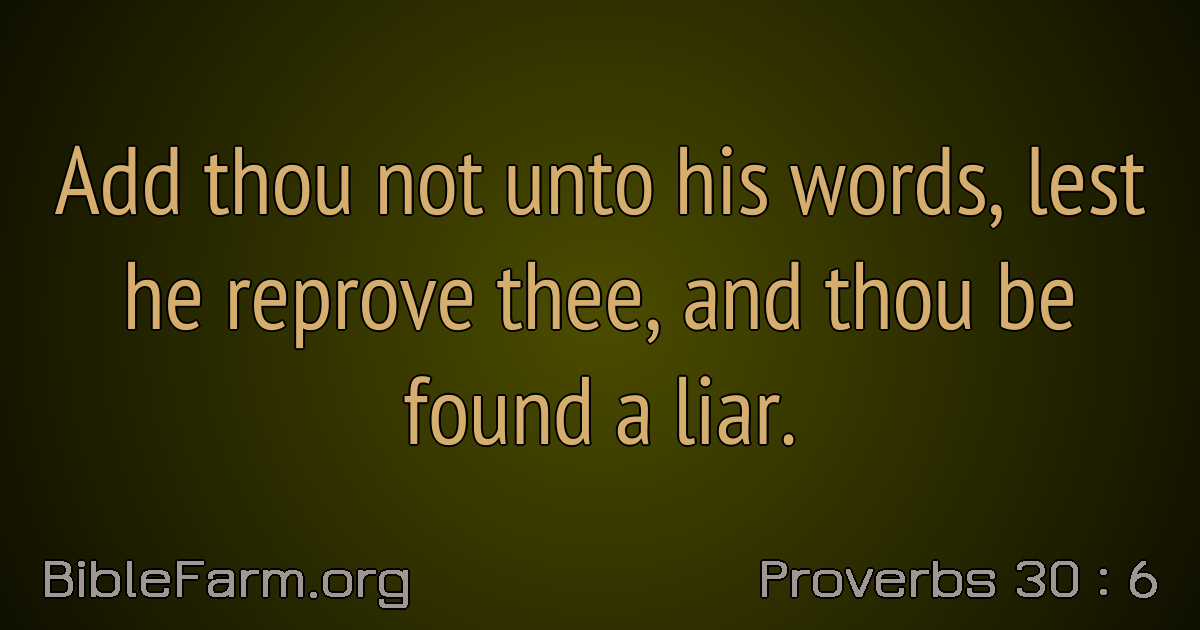 Add thou not unto his words, lest
he reprove thee, and thou be
found a liar.
BibleFarm.org
Proverbs 30 : 6